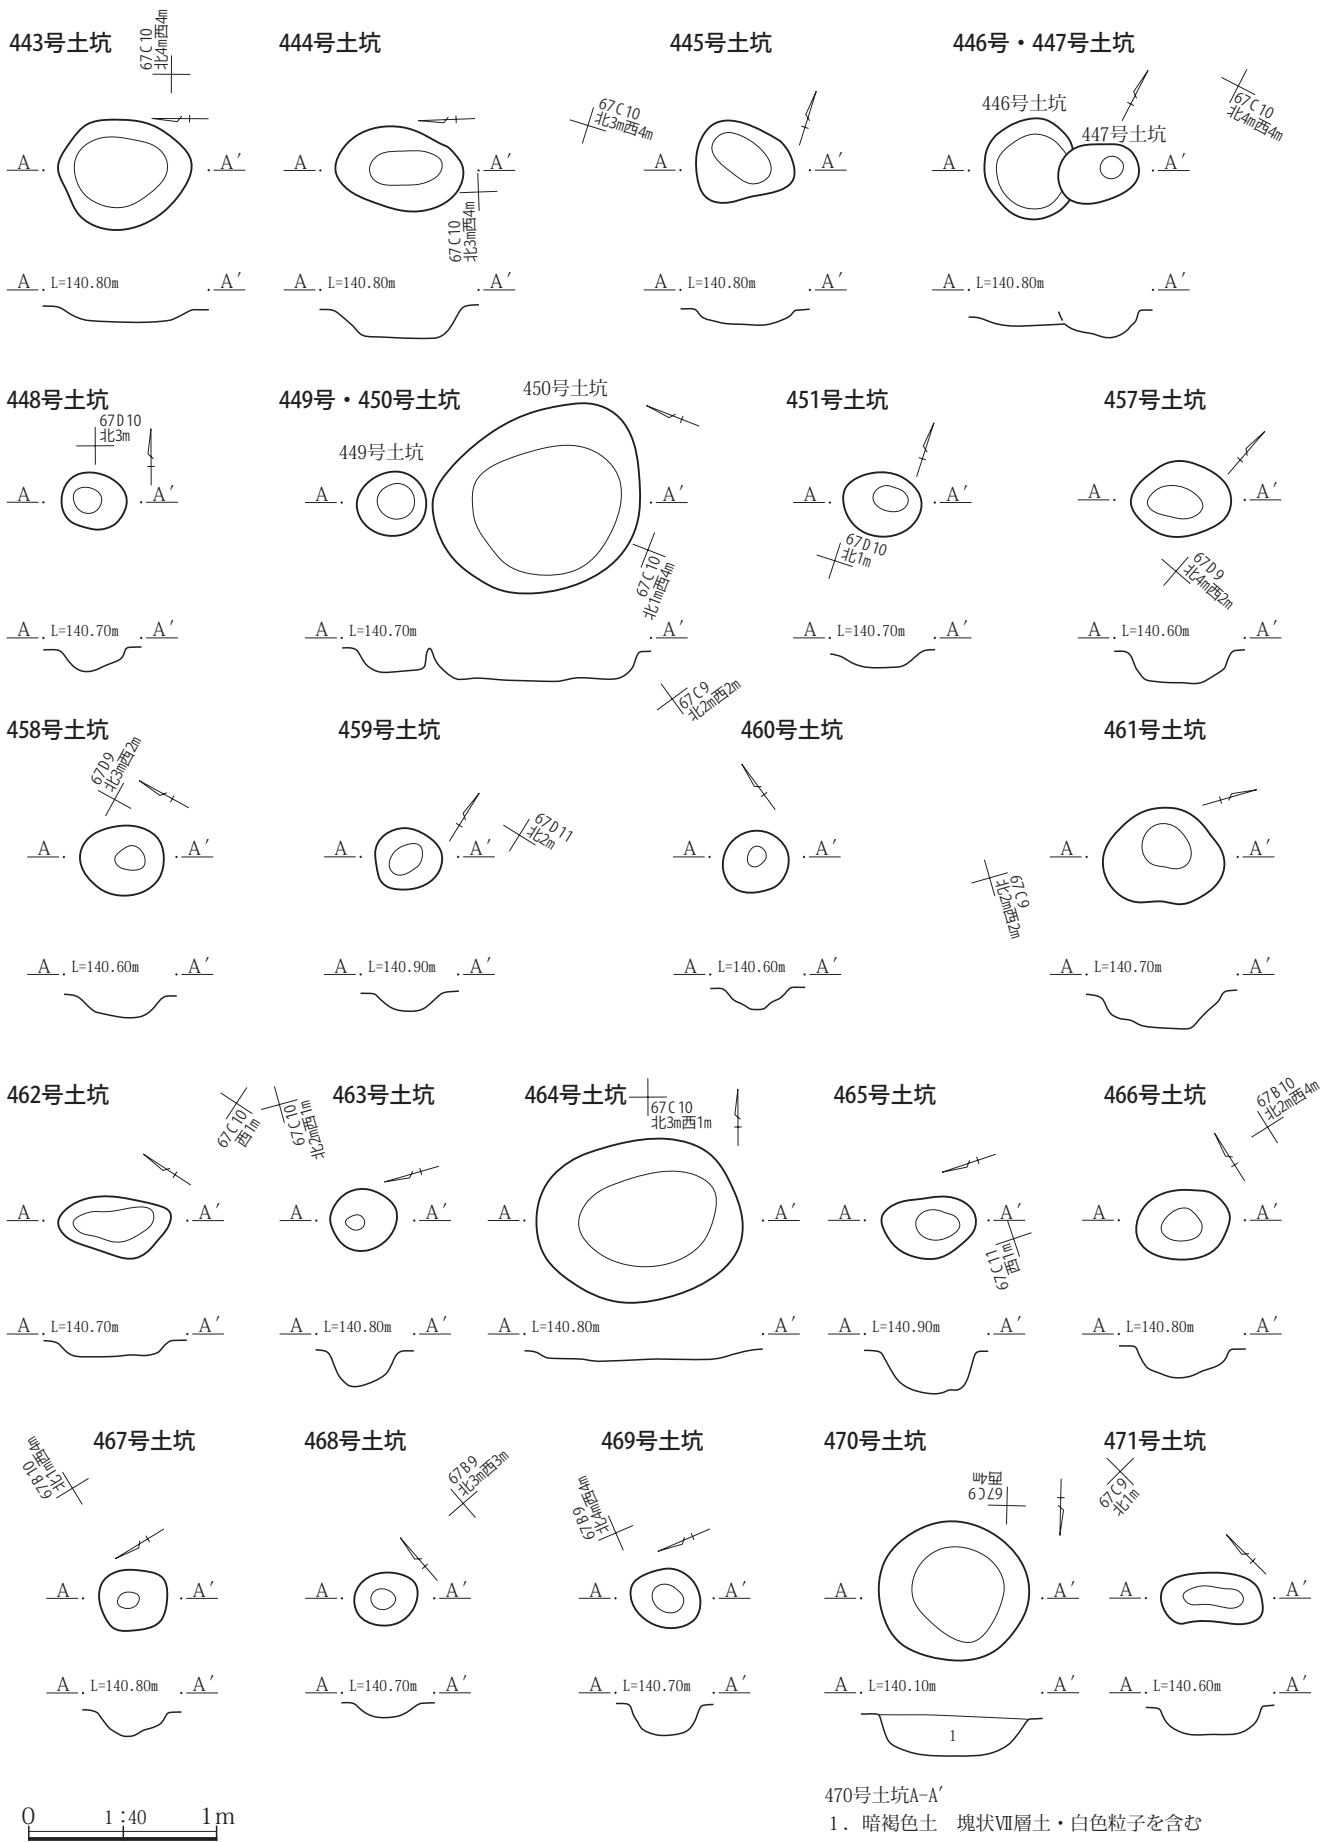 443号土坑
67C10
北4m西4m
A
A′
A
L=140.80m
A′
444号土坑
A
A′
67C10
北3m西4m
A
L=140.80m
A′
445号土坑
67C10
北3m西4m
A
A′
A
L=140.80m
A′
446号・447号土坑
446号土坑
447号土坑
67C10
北4m西4m
A
A′
A
L=140.80m
A′
448号土坑
67D10
北3m
A
A′
A
L=140.70m
A′
449号・450号土坑
450号土坑
449号土坑
A
A′
67C10
北1m西4m
A
L=140.70m
A′
451号土坑
A
A′
67D10
北1m
A
L=140.70m
A′
457号土坑
A
A′
67D9
北4m西2m
A
L=140.60m
A′
458号土坑
67D9
北3m西2m
A
A′
A
L=140.60m
A′
459号土坑
67D11
北2m
A
A′
A
L=140.90m
A′
67C9
北2m西2m
460号土坑
A
A′
A
L=140.60m
A′
461号土坑
67C9
北2m西2m
A
A′
A
L=140.70m
A′
462号土坑
67C10
西1m
A
A′
A
L=140.70m
A′
463号土坑
67C10
北2m西1m
A
A′
A
L=140.80m
A′
464号土坑
67C10
北3m西1m
A
A′
A
L=140.80m
A′
465号土坑
A
A′
67C11
西1m
A
L=140.90m
A′
466号土坑
67B10
北2m西4m
A
A′
A
L=140.80m
A′
467号土坑
67B10
北1m西4m
A
A′
A
L=140.80m
A′
468号土坑
67B9
北3m西3m
A
A′
A
L=140.70m
A′
469号土坑
67B9
北4m西4m
A
A′
A
L=140.70m
A′
470号土坑
67C9
西4m
A
A′
A
L=140.10m
A′
1
471号土坑
67C9
北1m
A
A′
A
L=140.60m
A′
0
1:40
1m
470号土坑A-A′
1. 暗褐色土　塊状Ⅶ層土・白色粒子を含む